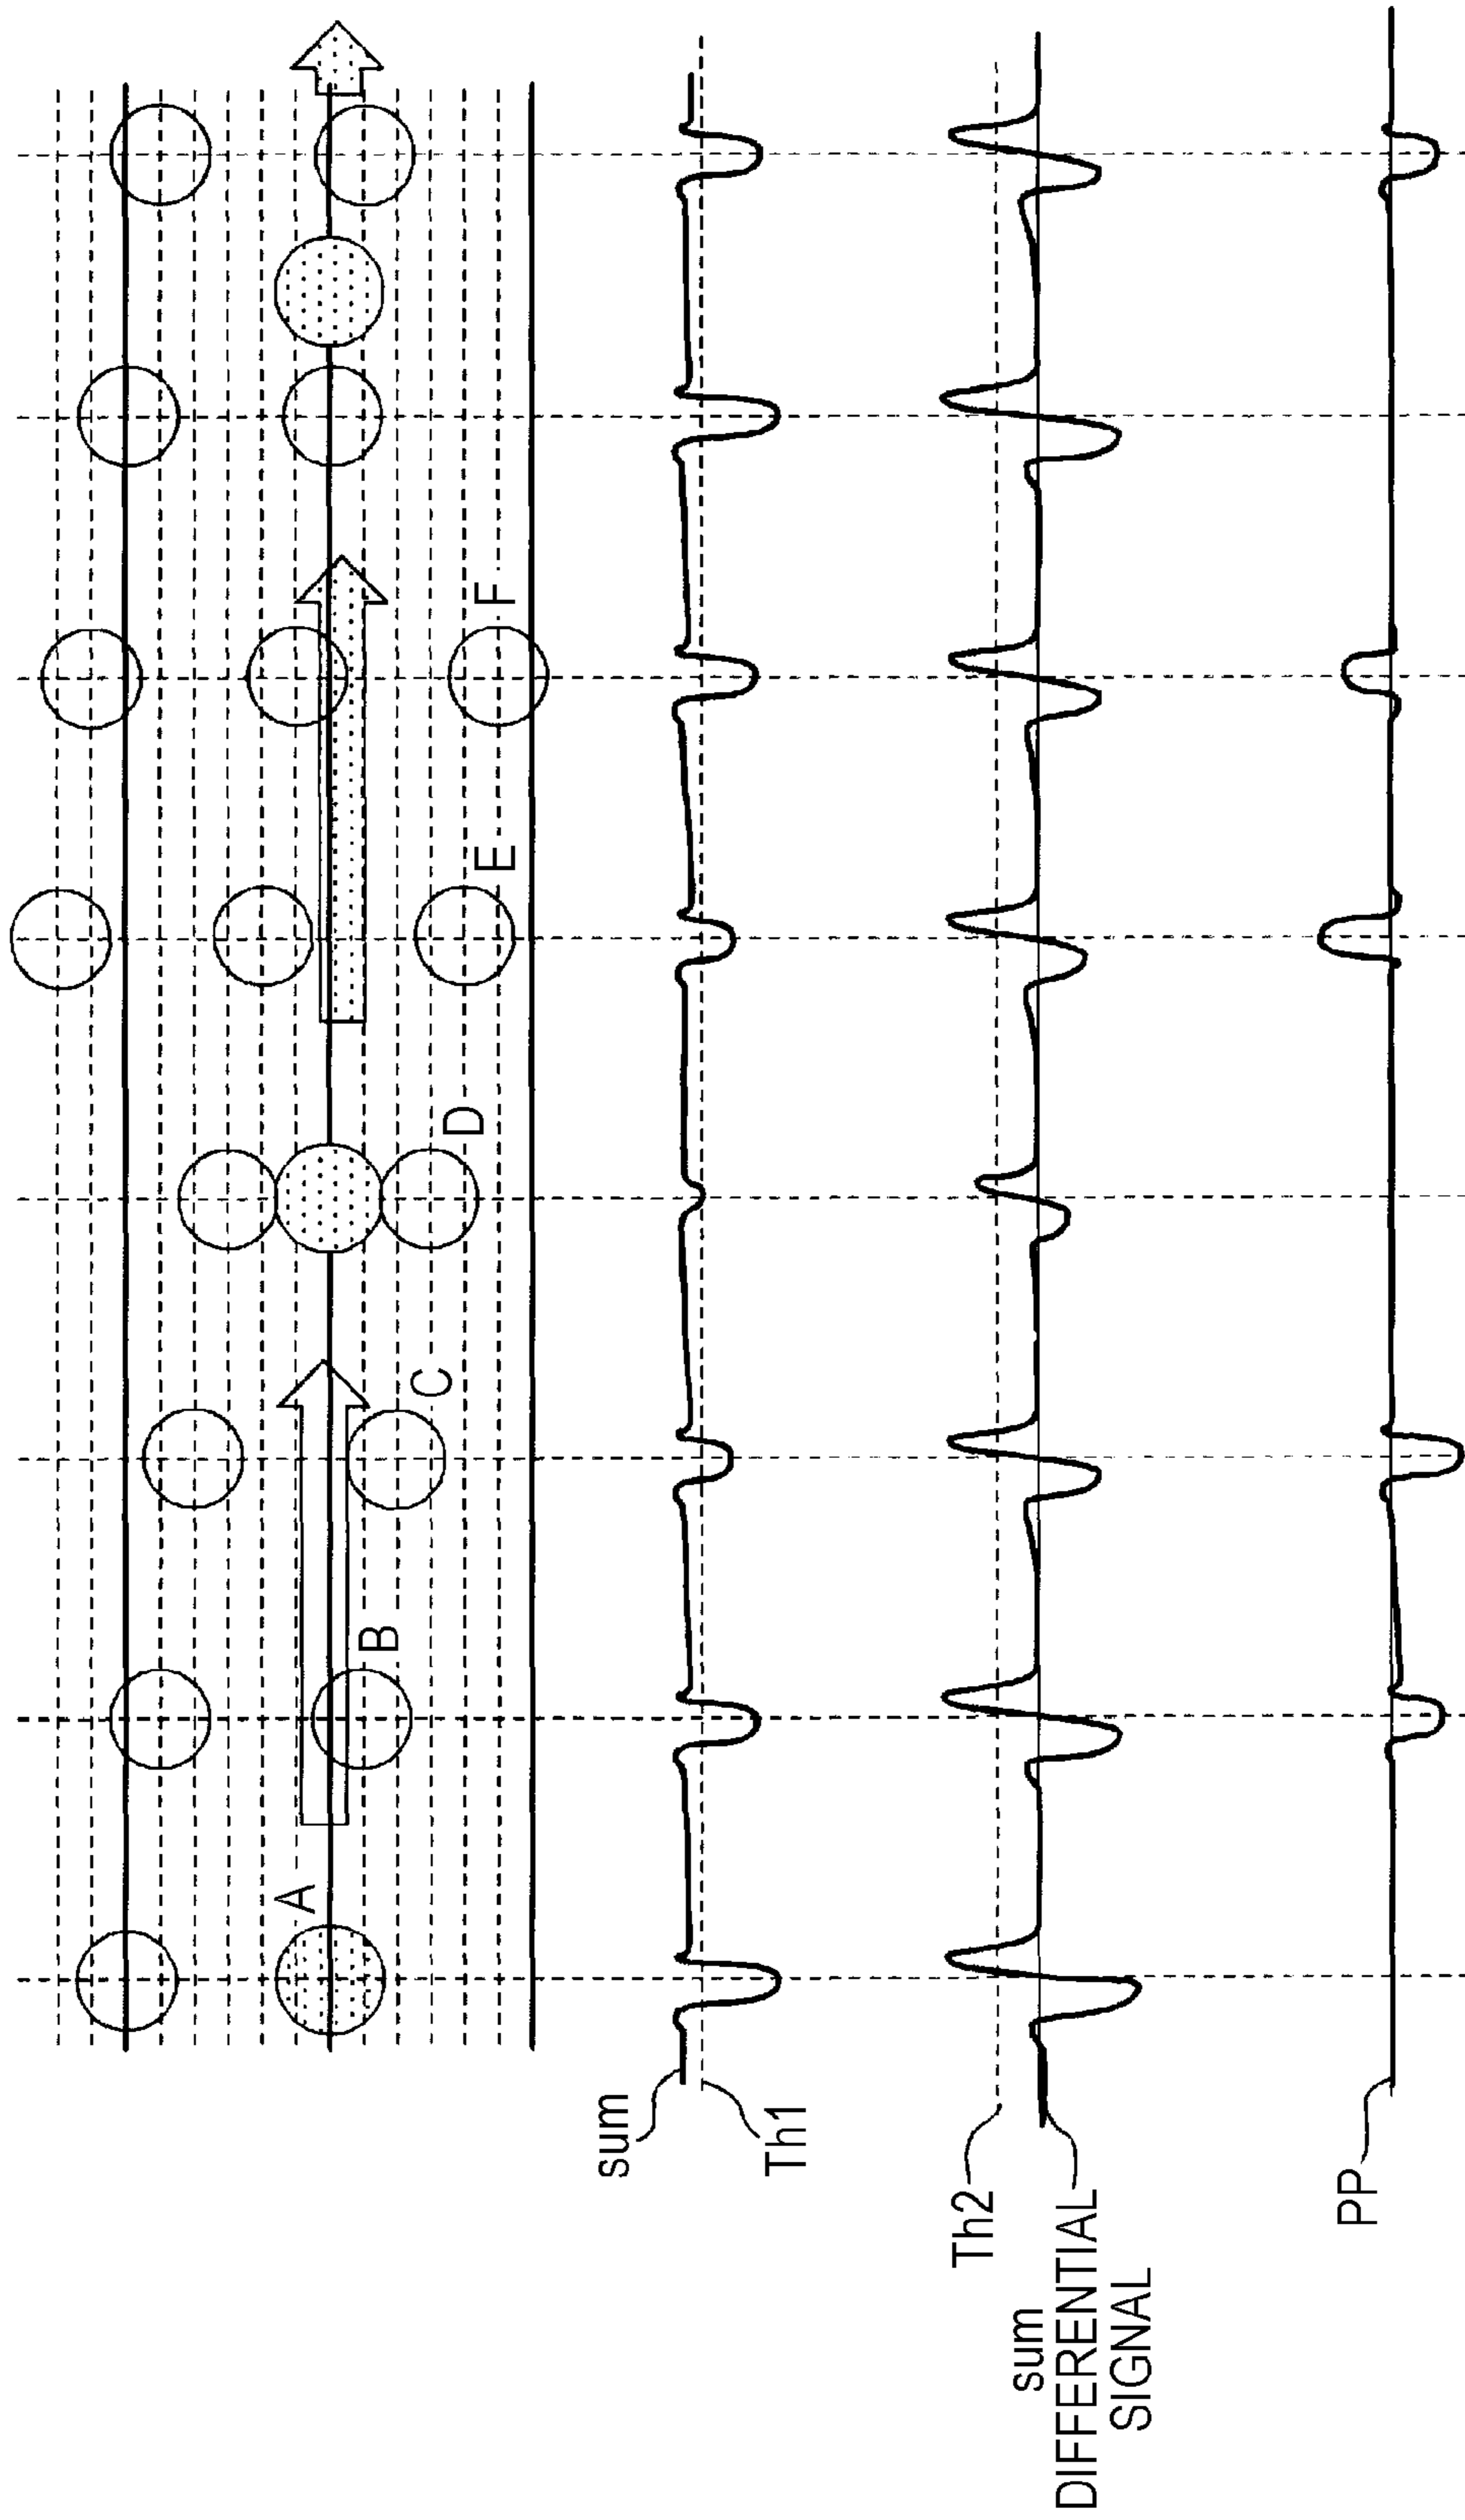 A
B
C
D
E
F
sum
Th1
Th2
sum
DIFFERENTIAL
SIGNAL
PP